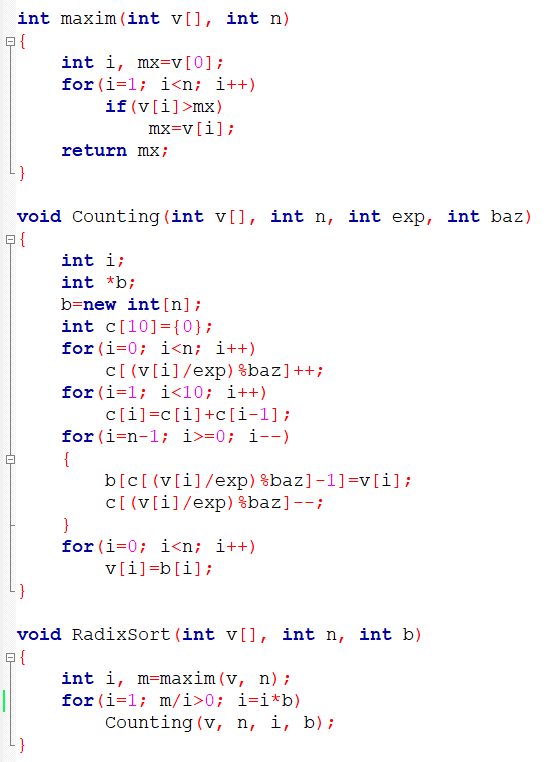 int maxim(int v[], int n)
{
    int i, mx=v[0];
    for(i=1; i<n; i++)
        if(v[i]>mx)
            mx=v[i];
    return mx;
}

void Counting(int v[], int n, int exp, int baz)
{
    int i;
    int *b;
    b=new int[n];
    int c[10]={0};
    for(i=0; i<n; i++)
        c[(v[i]/exp)%baz]++;
    for(i=1; i<10; i++)
        c[i]=c[i]+c[i-1];
    for(i=n-1; i>=0; i--)
    {
        b[c[(v[i]/exp)%baz]-1]=v[i];
        c[(v[i]/exp)%baz]--;
    }
    for(i=0; i<n; i++)
        v[i]=b[i];
}

void RadixSort(int v[], int n, int b)
{
    int i, m=maxim(v, n);
    for(i=1; m/i>0; i=i*b)
        Counting(v, n, i, b);
}